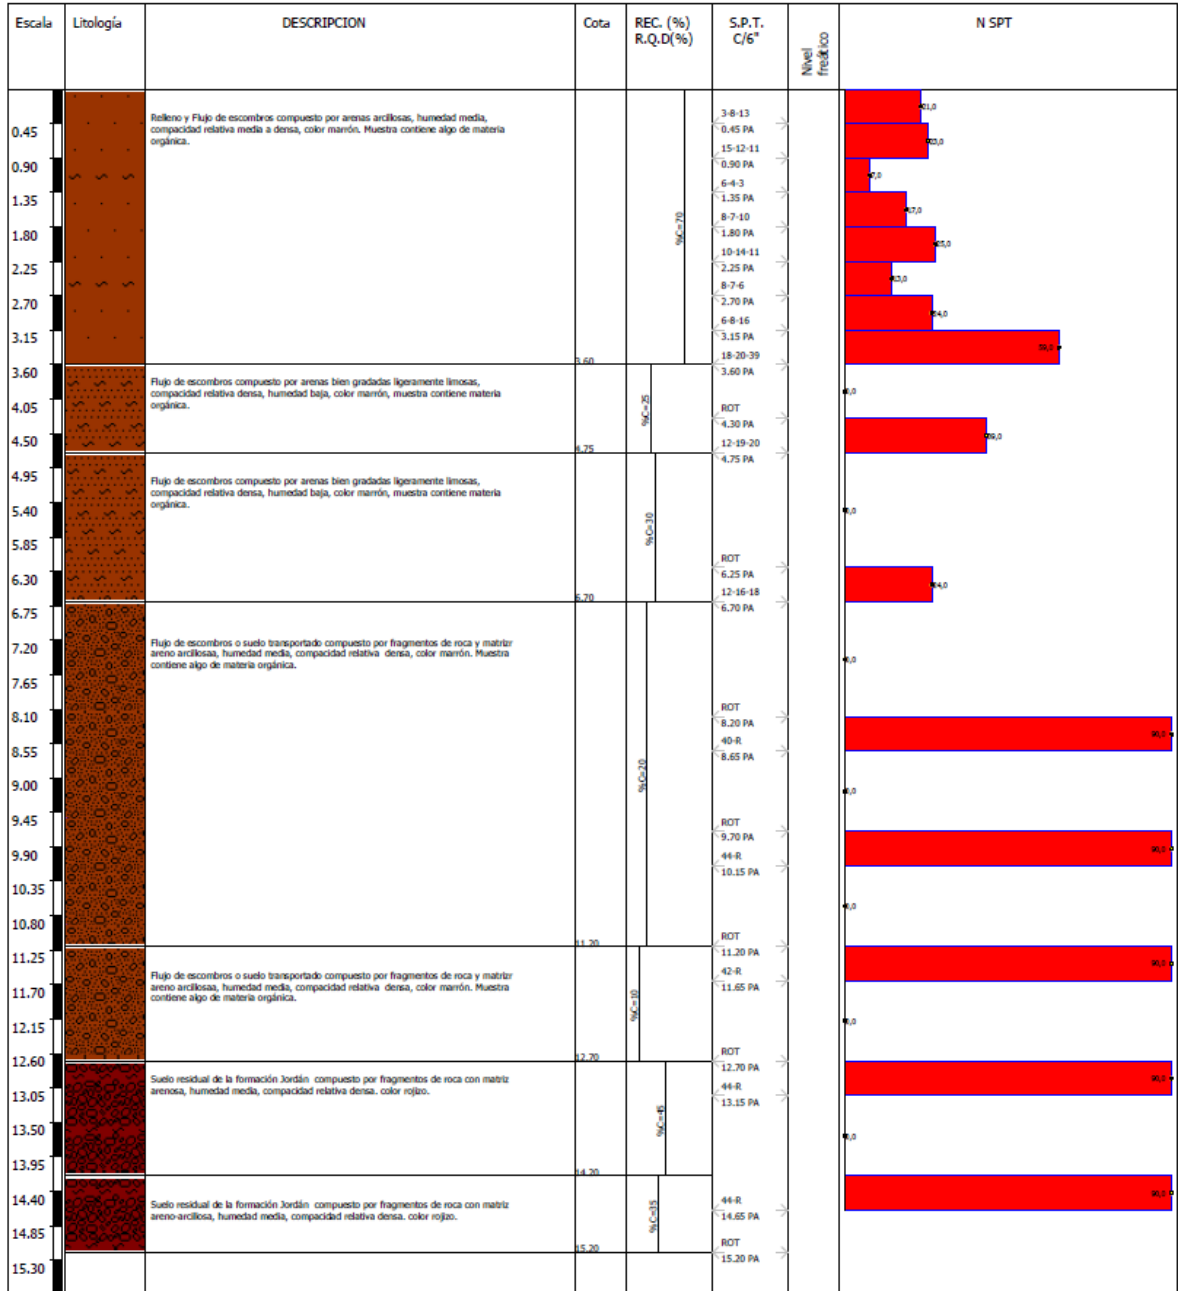 Escala Litología DESCRIPCION Cota REC. (%) S.P.T. N SPT
R.Q.D(%) C/6"
Nivel
freático
0.45
0.90
1.35
1.80
2.25
2.70
3.15
3.60
4.05
4.50
4.95
5.40
5.85
6.30
6.75
7.20
7.65
8.10
8.55
9.00
9.45
9.90
10.35
10.80
11.25
11.70
12.15
12.60
13.05
13.50
13.95
14.40
14.85
15.30
Relleno y Flujo de escombros compuesto por arenas arcillosas, humedad media,
compacidad relativa media a densa, color marrón. Muestra contiene algo de materia
orgánica.
Flujo de escombros compuesto por arenas bien gradadas ligeramente limosas,
compacidad relativa densa, humedad baja, color marrón, muestra contiene materia
orgánica.
Flujo de escombros compuesto por arenas bien gradadas ligeramente limosas,
compacidad relativa densa, humedad baja, color marrón, muestra contiene materia
orgánica.
Flujo de escombros o suelo transportado compuesto por fragmentos de roca y matrizr
areno arcillosaa, humedad media, compacidad relativa densa, color marrón. Muestra
contiene algo de materia orgánica.
Flujo de escombros o suelo transportado compuesto por fragmentos de roca y matrizr
areno arcillosaa, humedad media, compacidad relativa densa, color marrón. Muestra
contiene algo de materia orgánica.
Suelo residual de la formación Jordán compuesto por fragmentos de roca con matriz
arenosa, humedad media, compacidad relativa densa. color rojizo.
Suelo residual de la formación Jordán compuesto por fragmentos de roca con matriz
areno-arcillosa, humedad media, compacidad relativa densa. color rojizo.
3.60
4.75
6.70
11.20
12.70
14.20
15.20
%C=70
%C=25
%C=30
%C=20
%C=10
%C=45
%C=35
3-8-13
0.45 PA
15-12-11
0.90 PA
6-4-3
1.35 PA
8-7-10
1.80 PA
10-14-11
2.25 PA
8-7-6
2.70 PA
6-8-16
3.15 PA
18-20-39
3.60 PA
ROT
4.30 PA
12-19-20
4.75 PA
ROT
6.25 PA
12-16-18
6.70 PA
ROT
8.20 PA
40-R
8.65 PA
ROT
9.70 PA
44-R
10.15 PA
ROT
11.20 PA
42-R
11.65 PA
ROT
12.70 PA
44-R
13.15 PA
44-R
14.65 PA
ROT
15.20 PA